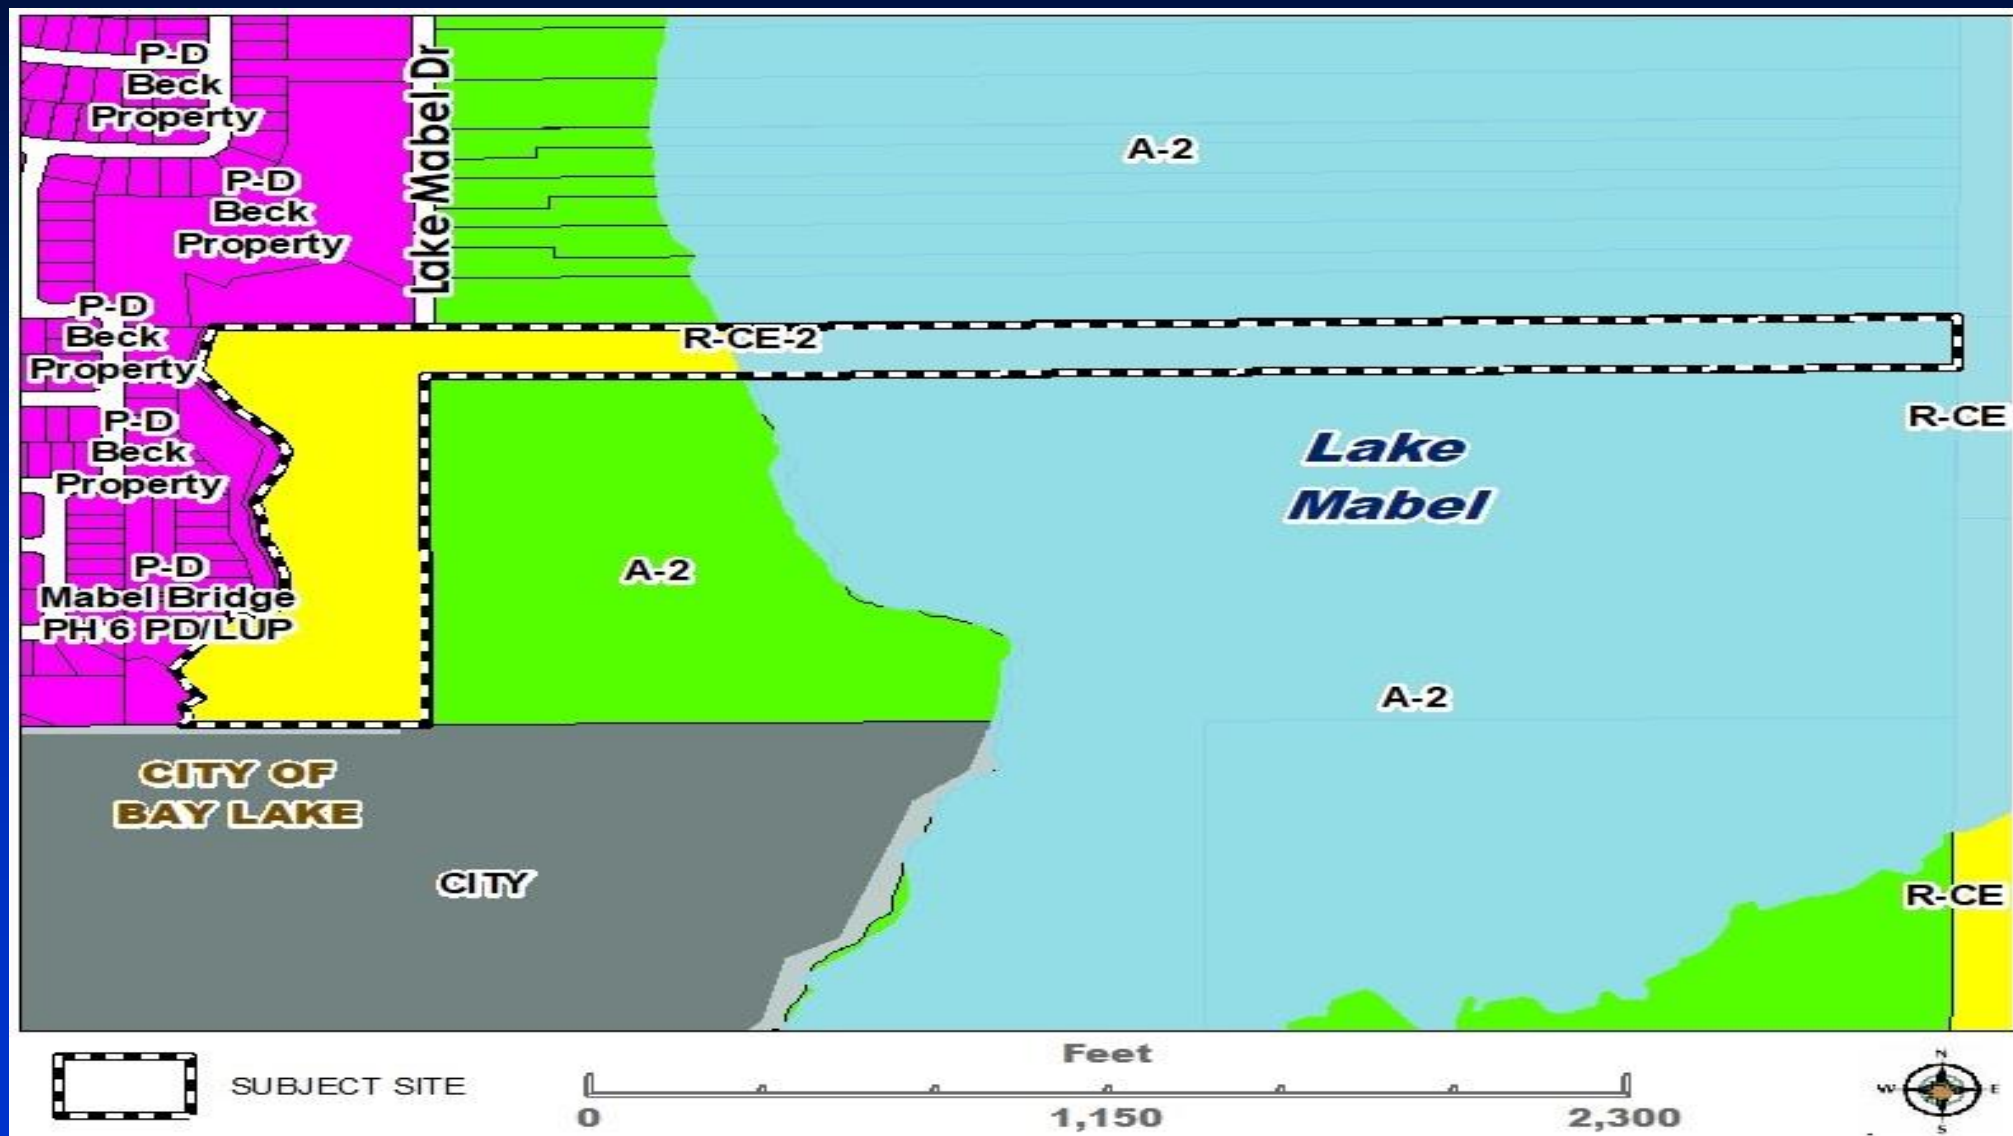 P-D
Beck
Property
Lake Mabel Dr
A-2
P-D
Beck
Property
P-D
Beck
Property
R-CE-2
R-CE
P-D
Beck
Property
Lake
Mabel
P-D
Mabel Bridge
PH 6 PD/LUP
A-2
A-2
CITY OF
BAY LAKE
CITY
R-CE
SUBJECT SITE
Feet
0
1,150
2,300
N
W
E
S